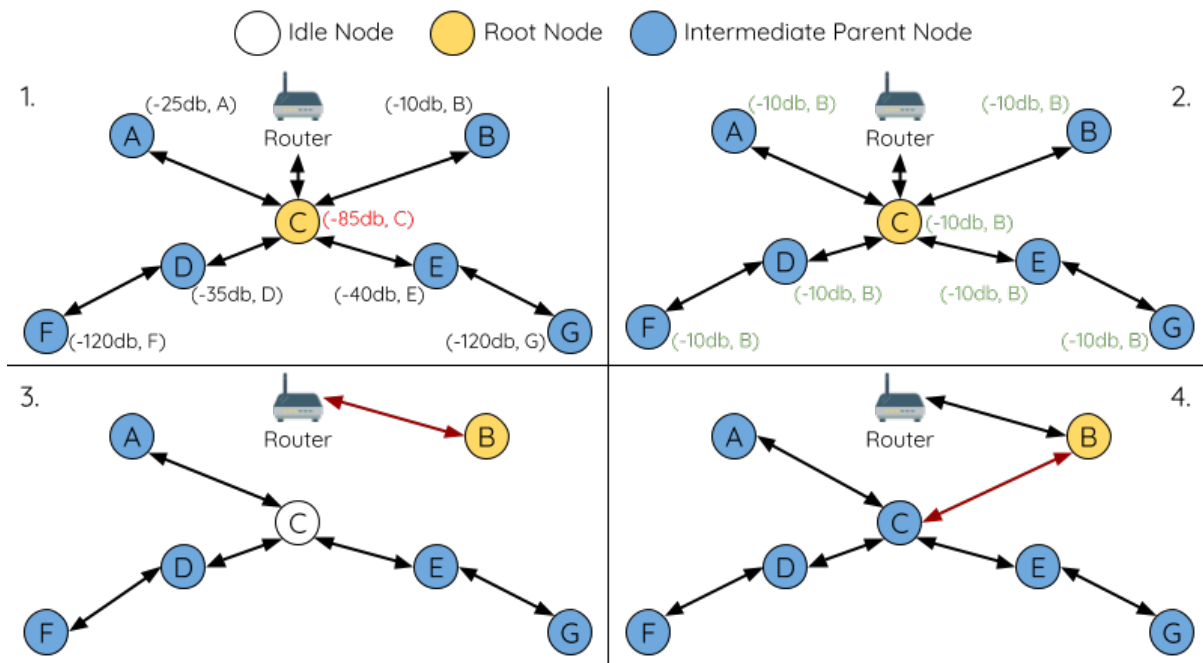 Idle Node Root Node Intermediate Parent Node
1.
(-25db, A) (-10db, B)
A Router B
C (-85db, C)
D E
(-35db, D) (-40db, E)
F (-120db, F) (-120db, G) G
2.
(-10db, B) (-10db, B)
A Router B
C (-10db, B)
D E
(-10db, B) (-10db, B)
F (-10db, B) (-10db, B) G
3.
A Router B
C
D E
F G
4.
A Router B
C
D E
F G